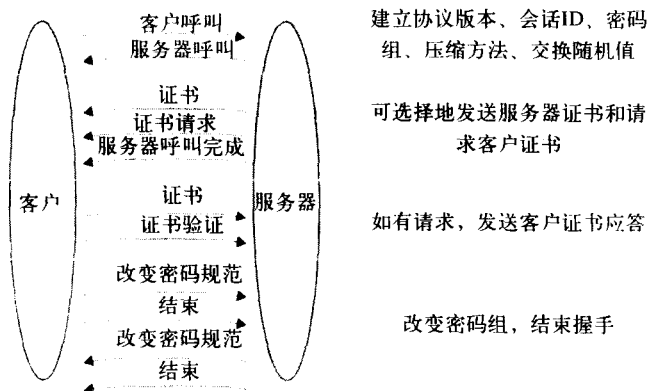 客户呼叫
服务器呼叫
建立协议版本、会话ID、密码
组、压缩方法、交换随机值
证书
证书请求
服务器呼叫完成
可选择地发送服务器证书和请
求客户证书
客户
服务器
证书
证书验证
如有请求，发送客户证书应答
改变密码规范
结束
改变密码规范
结束
改变密码组，结束握手